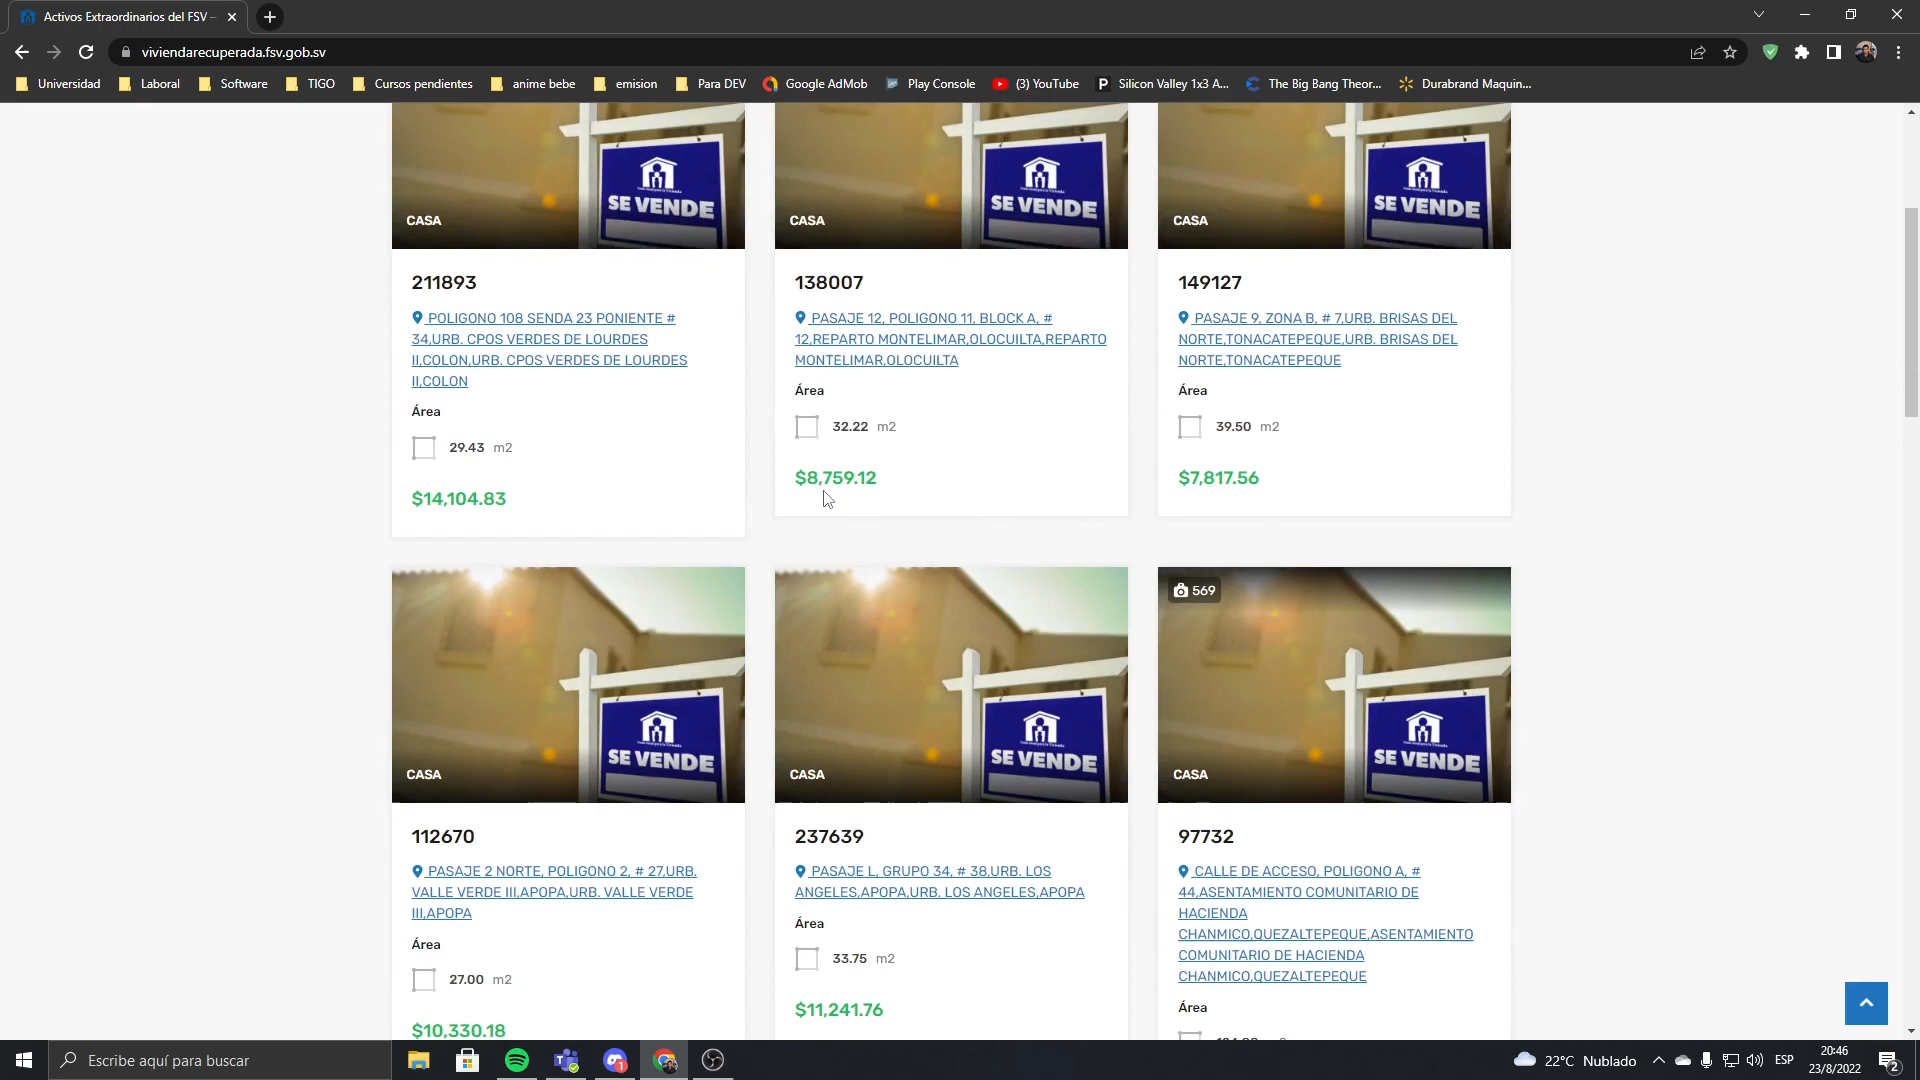 Activos Extraordinarios del FSV –
viviendarecuperada.fsv.gob.sv
Universidad Laboral Software TIGO Cursos pendientes anime bebe emision Para DEV Google AdMob Play Console (3) YouTube Silicon Valley 1x3 A... The Big Bang Theor... Durabrand Maquin...
SE VENDE
CASA
SE VENDE
CASA
SE VENDE
CASA
211893
POLIGONO 108 SENDA 23 PONIENTE #
34,URB. CPOS VERDES DE LOURDES
II,COLON,URB. CPOS VERDES DE LOURDES
II,COLON
Área
29.43 m2
$14,104.83
138007
PASAJE 12, POLIGONO 11, BLOCK A, #
12,REPARTO MONTELIMAR,OLOCUILTA,REPARTO
MONTELIMAR,OLOCUILTA
Área
32.22 m2
$8,759.12
149127
PASAJE 9, ZONA B, # 7,URB. BRISAS DEL
NORTE,TONACATEPEQUE,URB. BRISAS DEL
NORTE,TONACATEPEQUE
Área
39.50 m2
$7,817.56
SE VENDE
CASA
SE VENDE
CASA
569
SE VENDE
CASA
112670
PASAJE 2 NORTE, POLIGONO 2, # 27,URB.
VALLE VERDE III,APOPA,URB. VALLE VERDE
III,APOPA
Área
27.00 m2
$10,330.18
237639
PASAJE L, GRUPO 34, # 38,URB. LOS
ANGELES,APOPA,URB. LOS ANGELES,APOPA
Área
33.75 m2
$11,241.76
97732
CALLE DE ACCESO, POLIGONO A, #
44,ASENTAMIENTO COMUNITARIO DE
HACIENDA
CHANMICO,QUEZALTEPEQUE,ASENTAMIENTO
COMUNITARIO DE HACIENDA
CHANMICO,QUEZALTEPEQUE
Área
Escribe aquí para buscar
22°C Nublado
ESP
20:46
23/8/2022
2